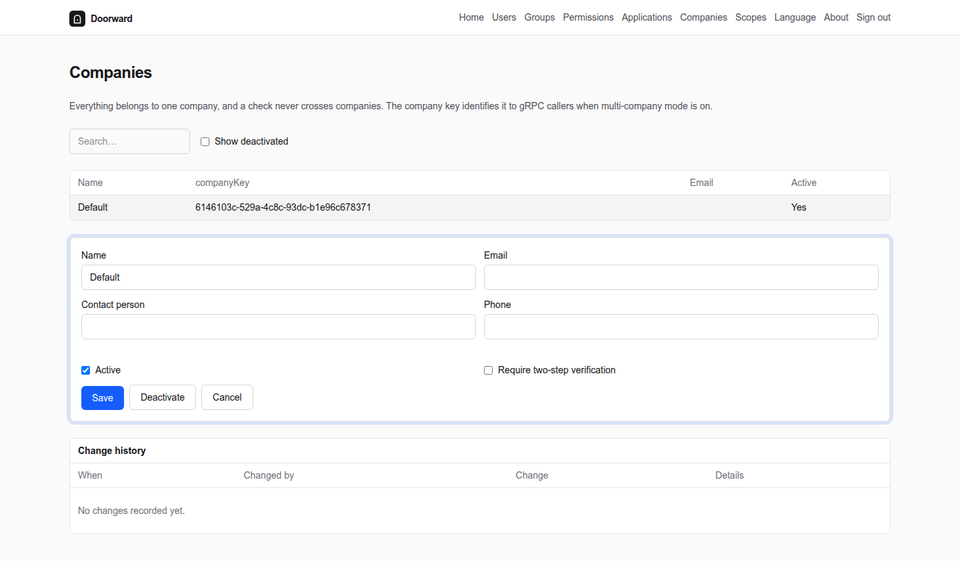 Doorward
Home Users Groups Permissions Applications Companies Scopes Language About Sign out
Companies
Everything belongs to one company, and a check never crosses companies. The company key identifies it to gRPC callers when multi-company mode is on.
Search…
Show deactivated
Name companyKey Email Active
Default 6146103c-529a-4c8c-93dc-b1e96c678371 Yes
Name Email
Default
Contact person Phone
Active Require two-step verification
Save Deactivate Cancel
Change history
When Changed by Change Details
No changes recorded yet.